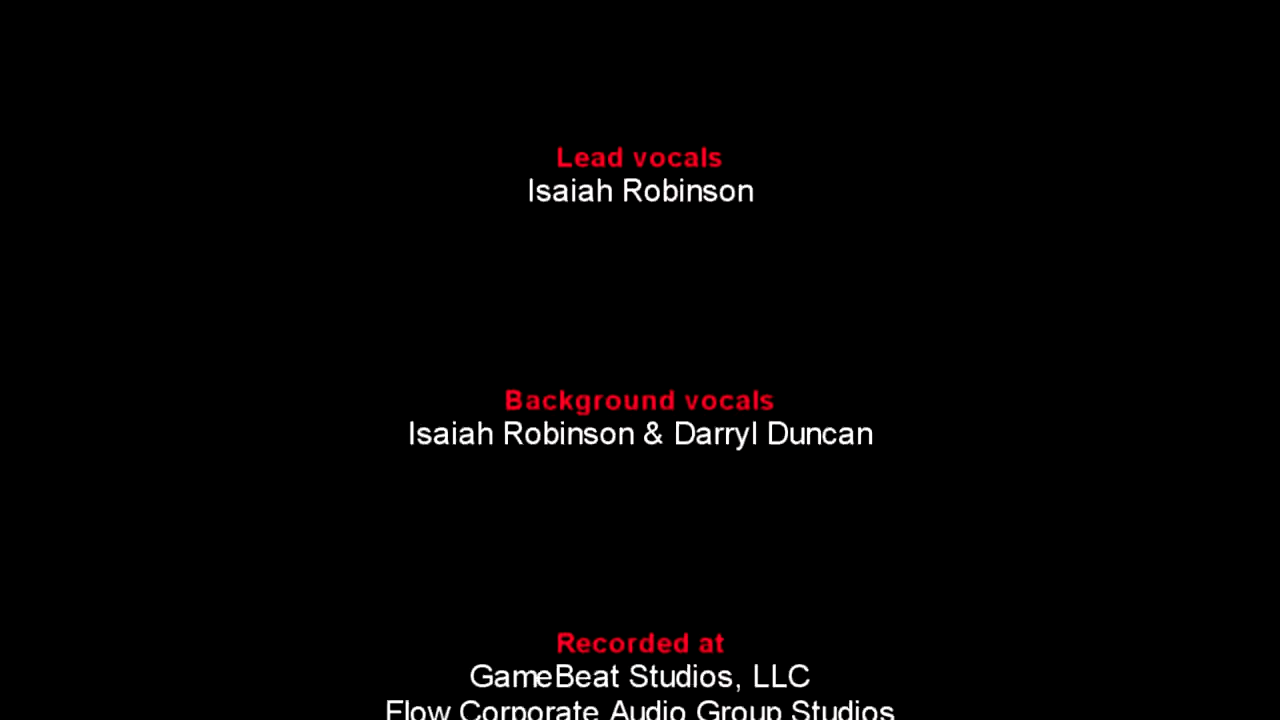 Lead vocals
Isaiah Robinson
Background vocals
Isaiah Robinson & Darryl Duncan
Recorded at
GameBeat Studios, LLC
Flow Corporate Audio Group Studios